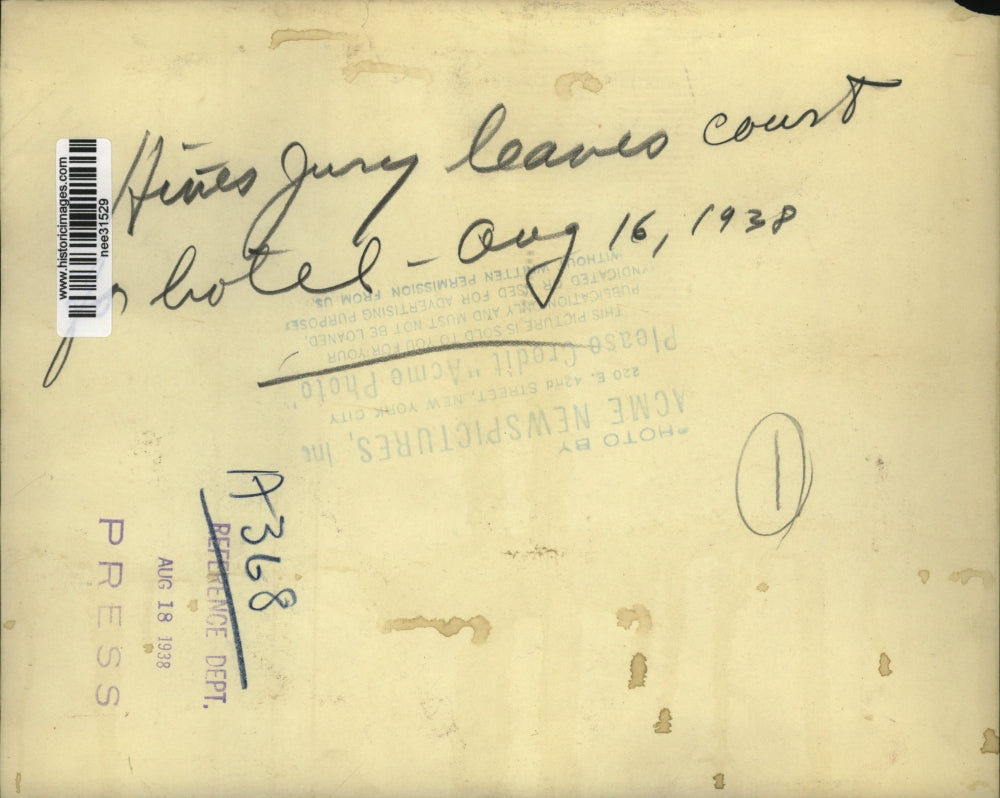 Hines Jury leaves court
for hotel - Aug 16, 1938
www.historicimages.com
nee31529
PHOTO BY
ACME NEWSPICTURES, Inc
220 E. 42nd STREET, NEW YORK CITY
Please Credit "Acme Photo"
THIS PICTURE IS SOLD TO YOU FOR YOUR
PUBLICATION ONLY AND MUST NOT BE LOANED,
SYNDICATED OR USED FOR ADVERTISING PURPOSES
WITHOUT WRITTEN PERMISSION FROM US.
1
A368
REFERENCE DEPT.
AUG 18 1938
PRESS